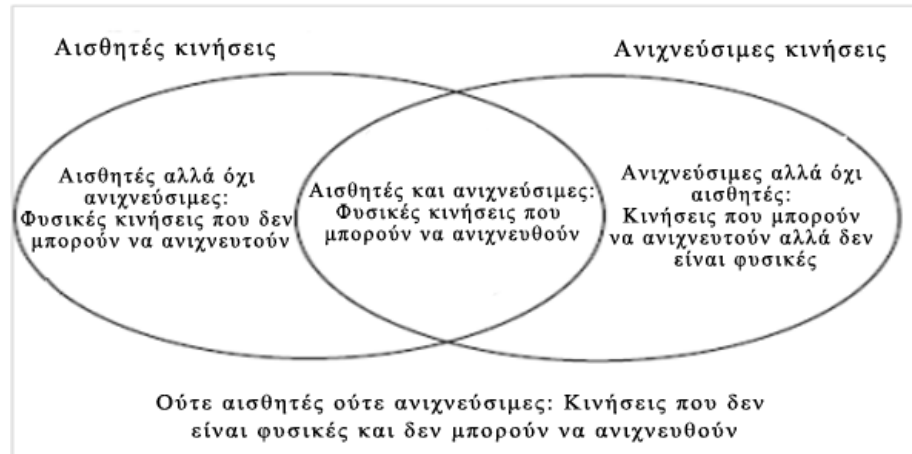 Αισθητές κινήσεις
Ανιχνεύσιμες κινήσεις
Αισθητές αλλά όχι
ανιχνεύσιμες:
Φυσικές κινήσεις που δεν
μπορούν να ανιχνευτούν
Αισθητές και ανιχνεύσιμες:
Φυσικές κινήσεις που
μπορούν να ανιχνευθούν
Ανιχνεύσιμες αλλά όχι
αισθητές:
Κινήσεις που μπορούν
να ανιχνευτούν αλλά δεν
είναι φυσικές
Ούτε αισθητές ούτε ανιχνεύσιμες: Κινήσεις που δεν
είναι φυσικές και δεν μπορούν να ανιχνευθούν